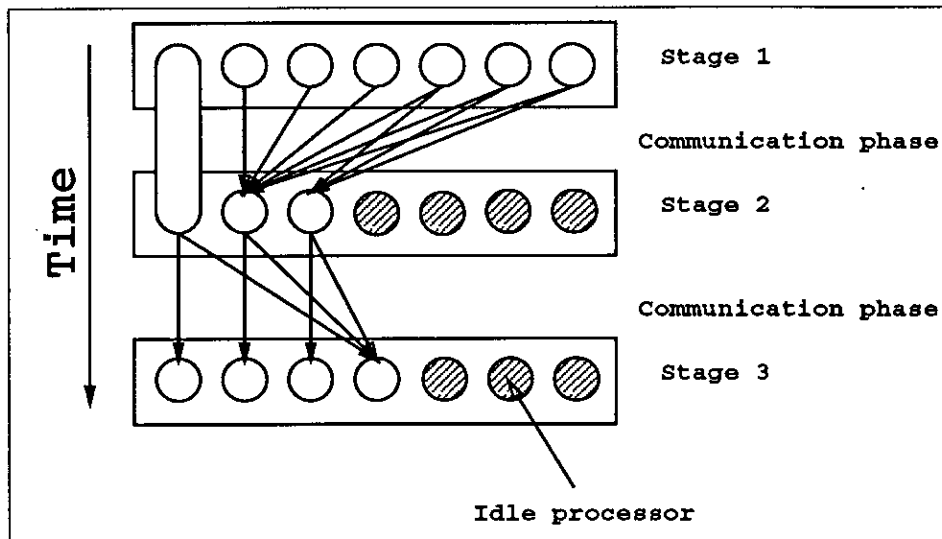 Stage 1
Communication phase
Stage 2
Time
Communication phase
Stage 3
Idle processor